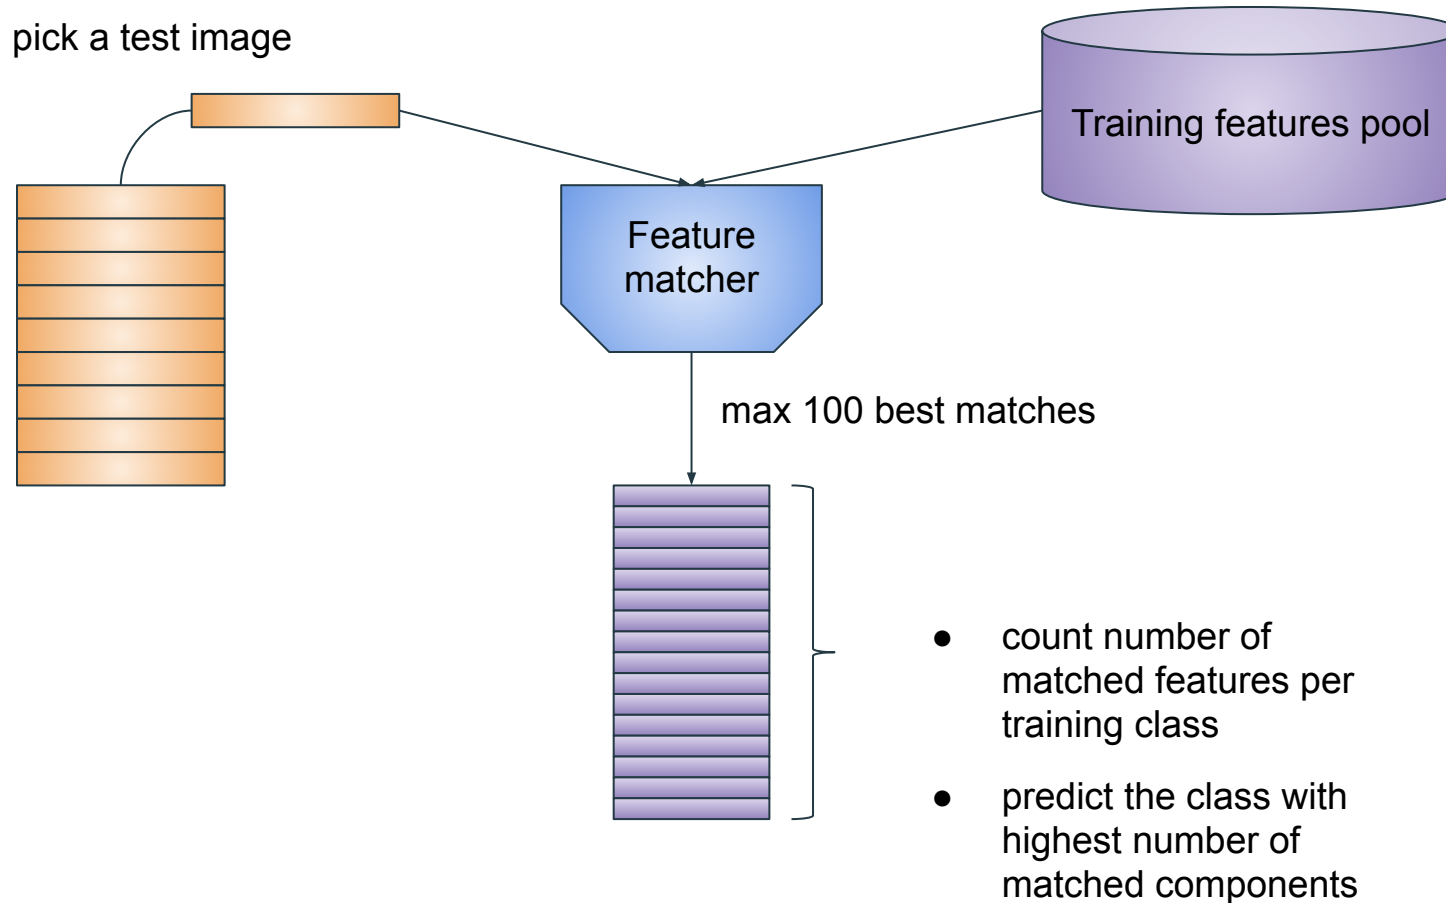 pick a test image
Training features pool
Feature
matcher
max 100 best matches
● count number of
matched features per
training class
● predict the class with
highest number of
matched components